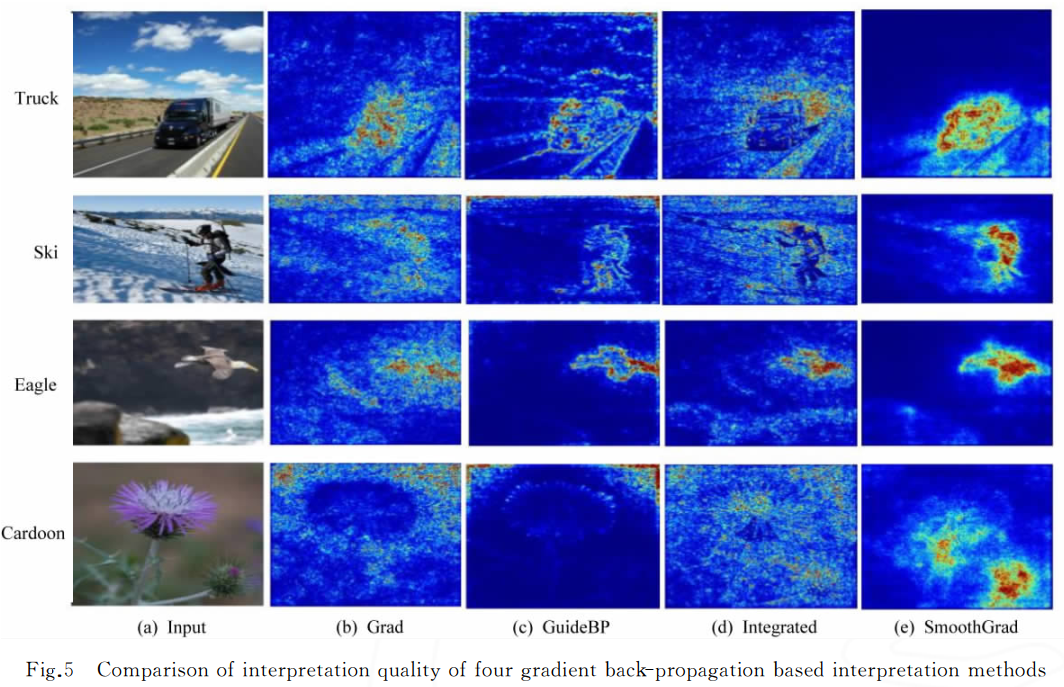 Truck
Ski
Eagle
Cardoon
(a) Input (b) Grad (c) GuideBP (d) Integrated (e) SmoothGrad
Fig.5 Comparison of interpretation quality of four gradient back-propagation based interpretation methods